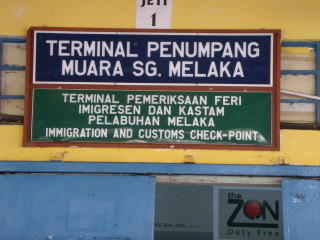 JETI
1
TERMINAL PENUMPANG
MUARA SG. MELAKA
TERMINAL PEMERIKSAAN FERI
IMIGRESEN DAN KASTAM
PELABUHAN MELAKA
IMMIGRATION AND CUSTOMS CHECK-POINT
the
ZON
Duty Free